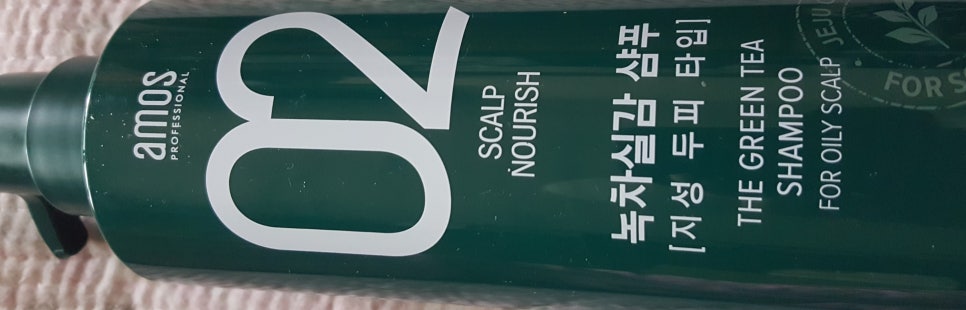 amos
PROFESSIONAL
02
SCALP
NOURISH
녹차실감 샴푸
[지성 두피 타입]
THE GREEN TEA
SHAMPOO
FOR OILY SCALP
JEJU
FOR